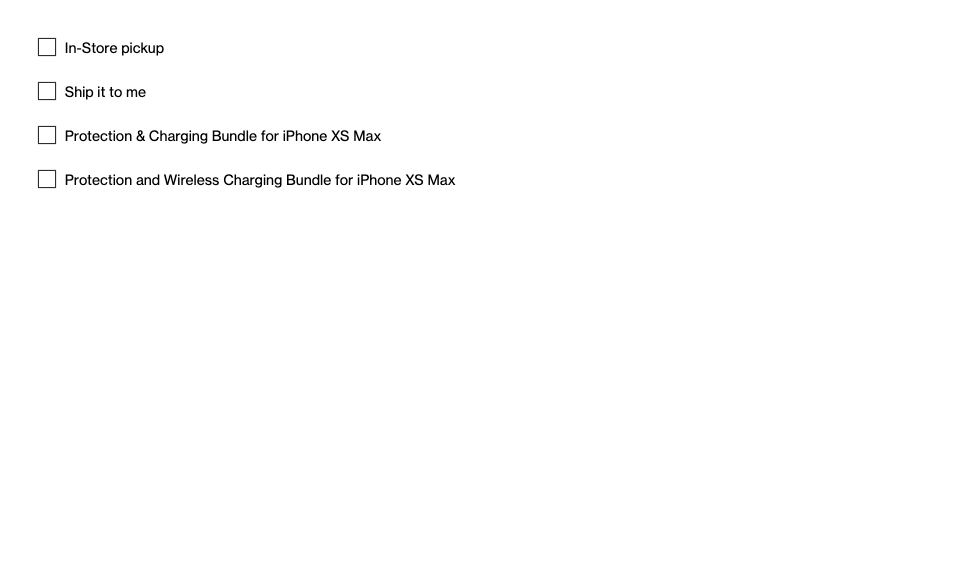 In-Store pickup
Ship it to me
Protection & Charging Bundle for iPhone XS Max
Protection and Wireless Charging Bundle for iPhone XS Max